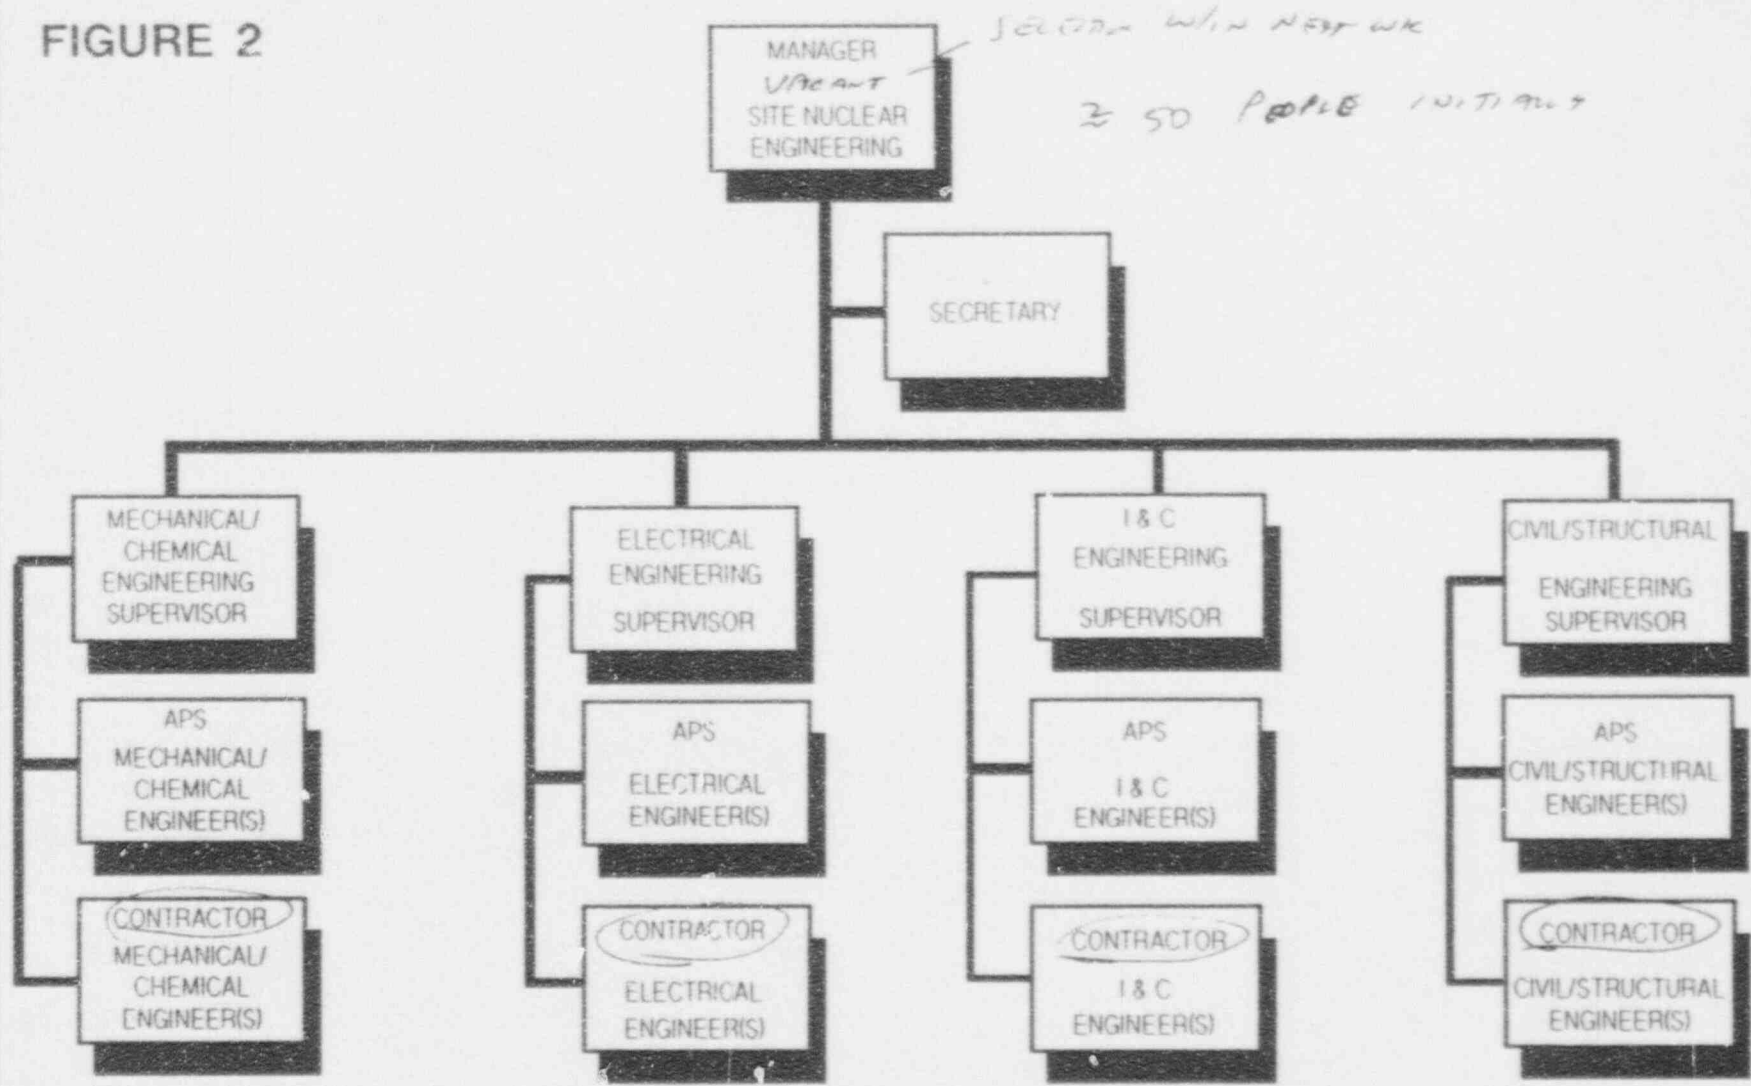 FIGURE 2
MANAGER
VACANT
SITE NUCLEAR
ENGINEERING
W/IN NEXT WK
≈ 50 PEOPLE INITIALLY
SECRETARY
MECHANICAL/
CHEMICAL
ENGINEERING
SUPERVISOR
ELECTRICAL
ENGINEERING
SUPERVISOR
I & C
ENGINEERING
SUPERVISOR
CIVIL/STRUCTURAL
ENGINEERING
SUPERVISOR
APS
MECHANICAL/
CHEMICAL
ENGINEER(S)
APS
ELECTRICAL
ENGINEER(S)
APS
I & C
ENGINEER(S)
APS
CIVIL/STRUCTURAL
ENGINEER(S)
CONTRACTOR
MECHANICAL/
CHEMICAL
ENGINEER(S)
CONTRACTOR
ELECTRICAL
ENGINEER(S)
CONTRACTOR
I & C
ENGINEER(S)
CONTRACTOR
CIVIL/STRUCTURAL
ENGINEER(S)